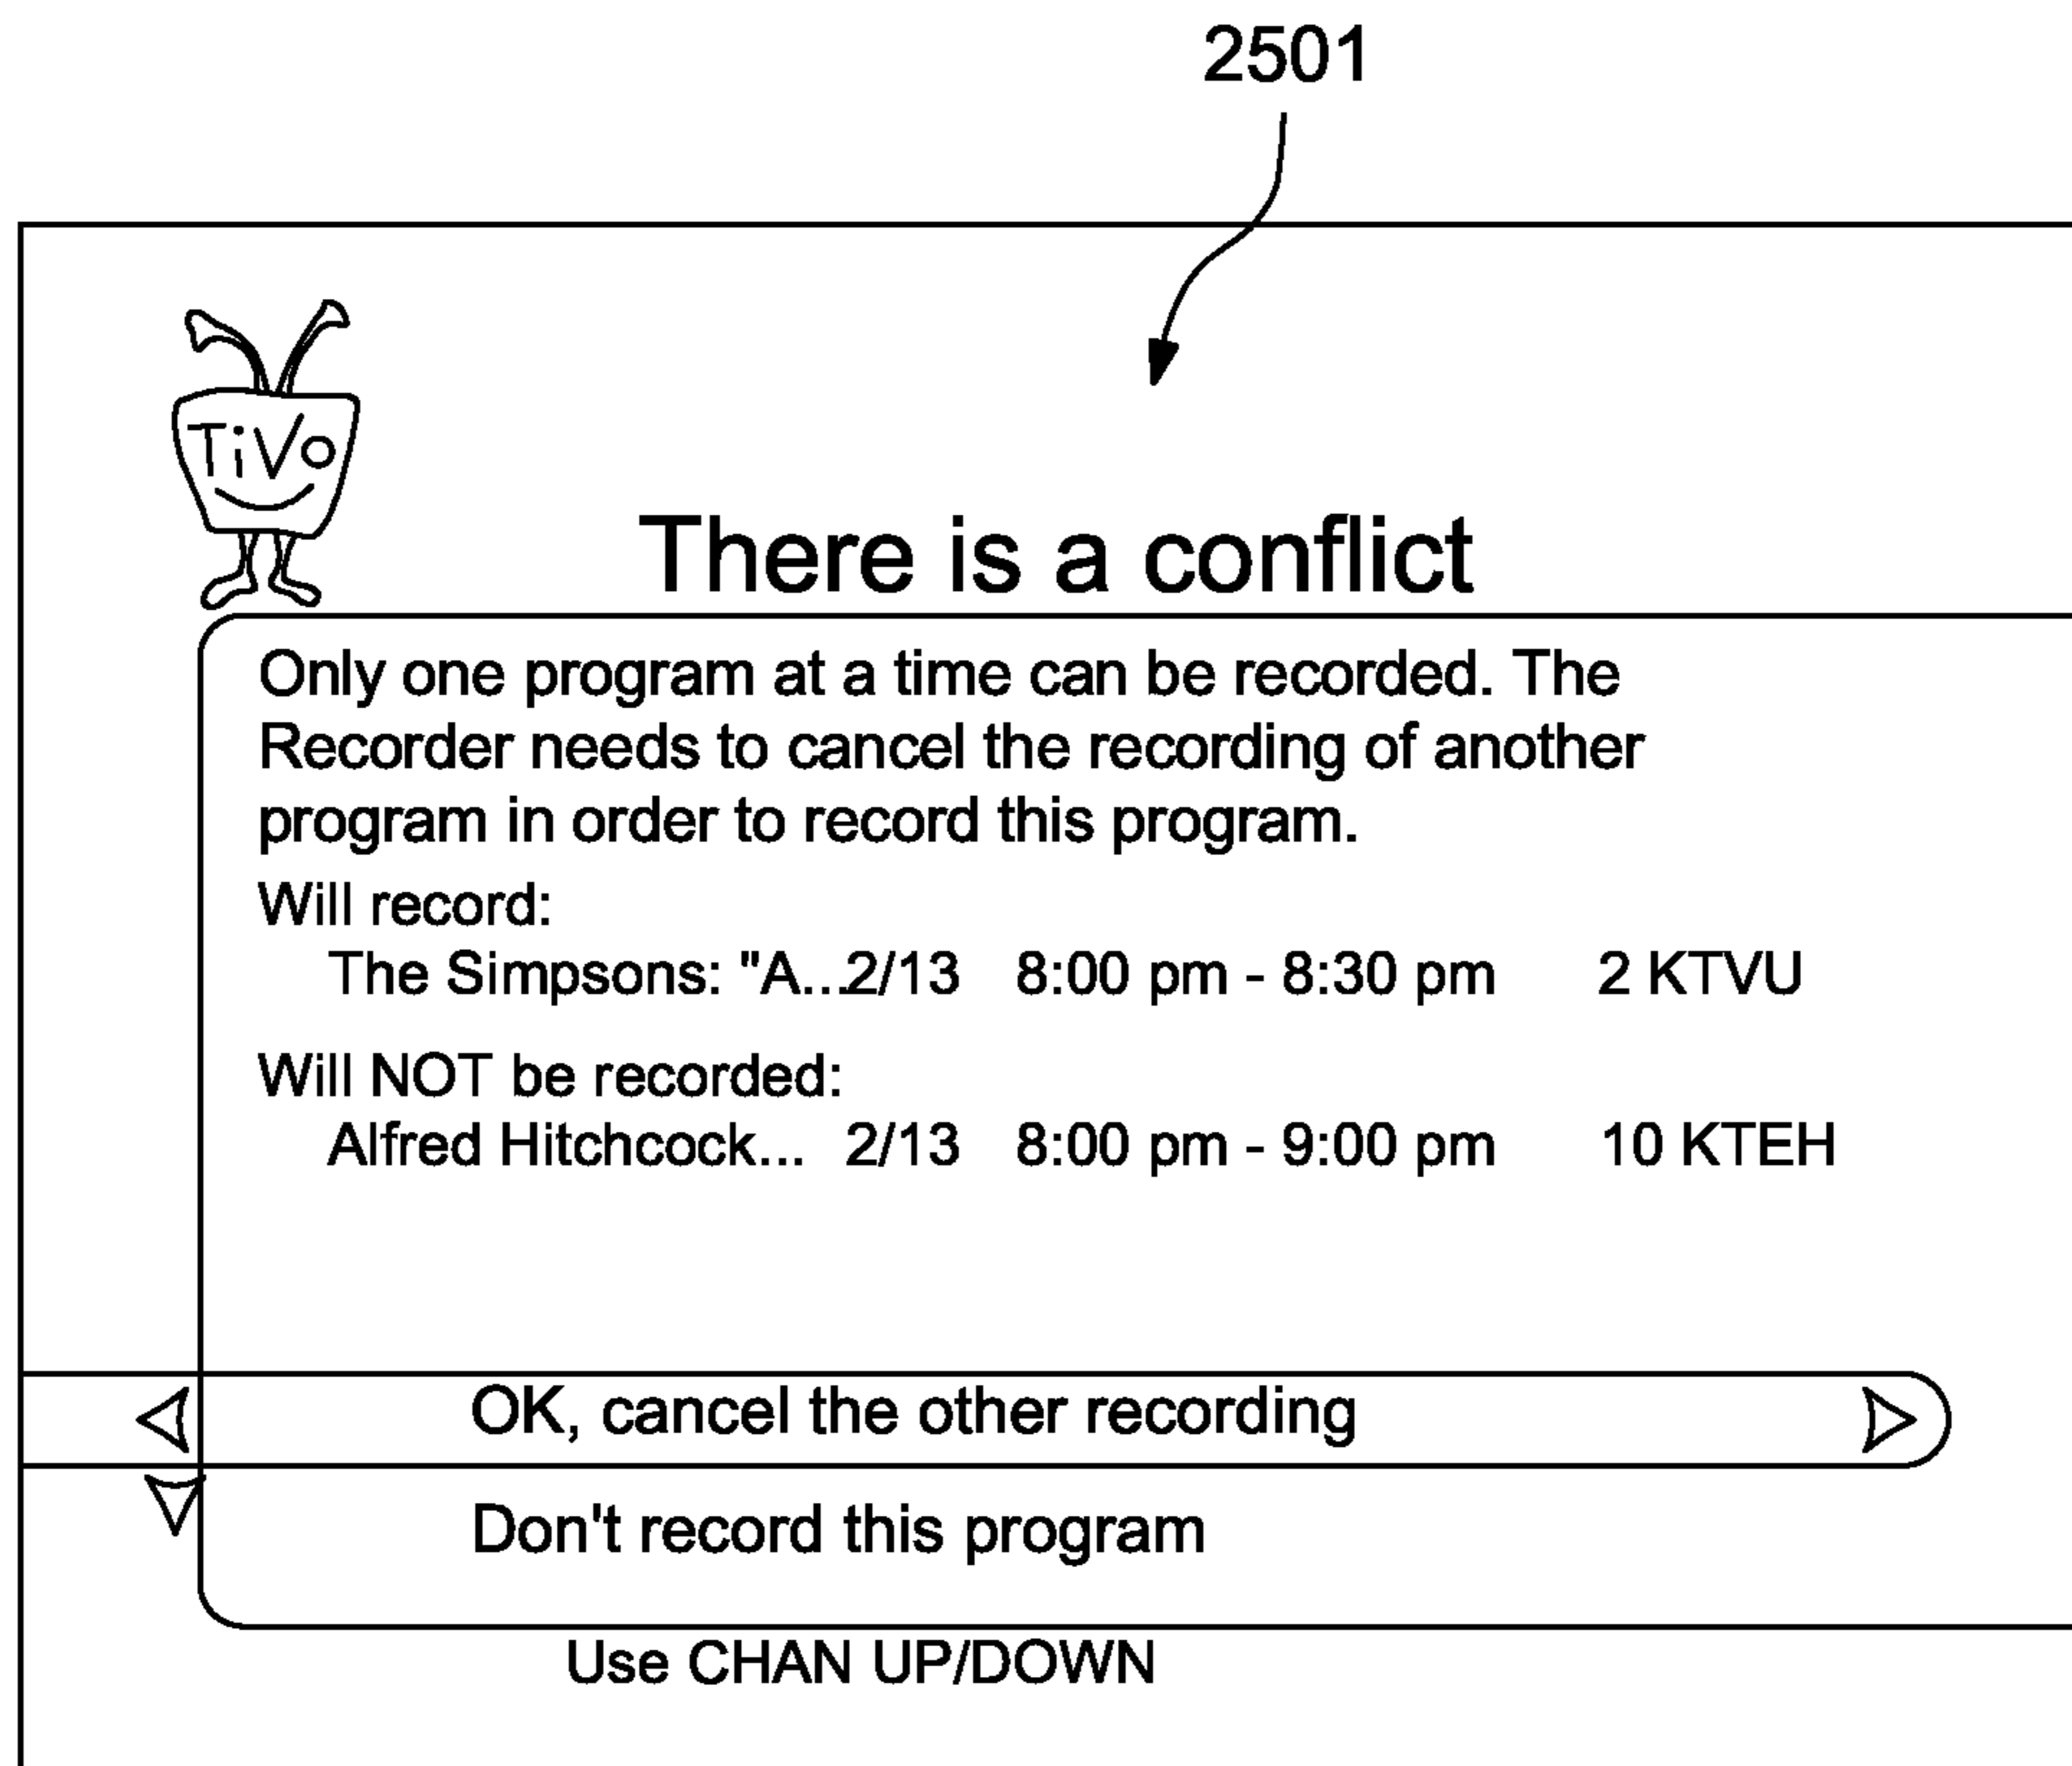 2501
TiVo
There is a conflict
Only one program at a time can be recorded. The
Recorder needs to cancel the recording of another
program in order to record this program.
Will record:
The Simpsons: "A...2/13 8:00 pm - 8:30 pm 2 KTVU
Will NOT be recorded:
Alfred Hitchcock... 2/13 8:00 pm - 9:00 pm 10 KTEH
OK, cancel the other recording
Don't record this program
Use CHAN UP/DOWN